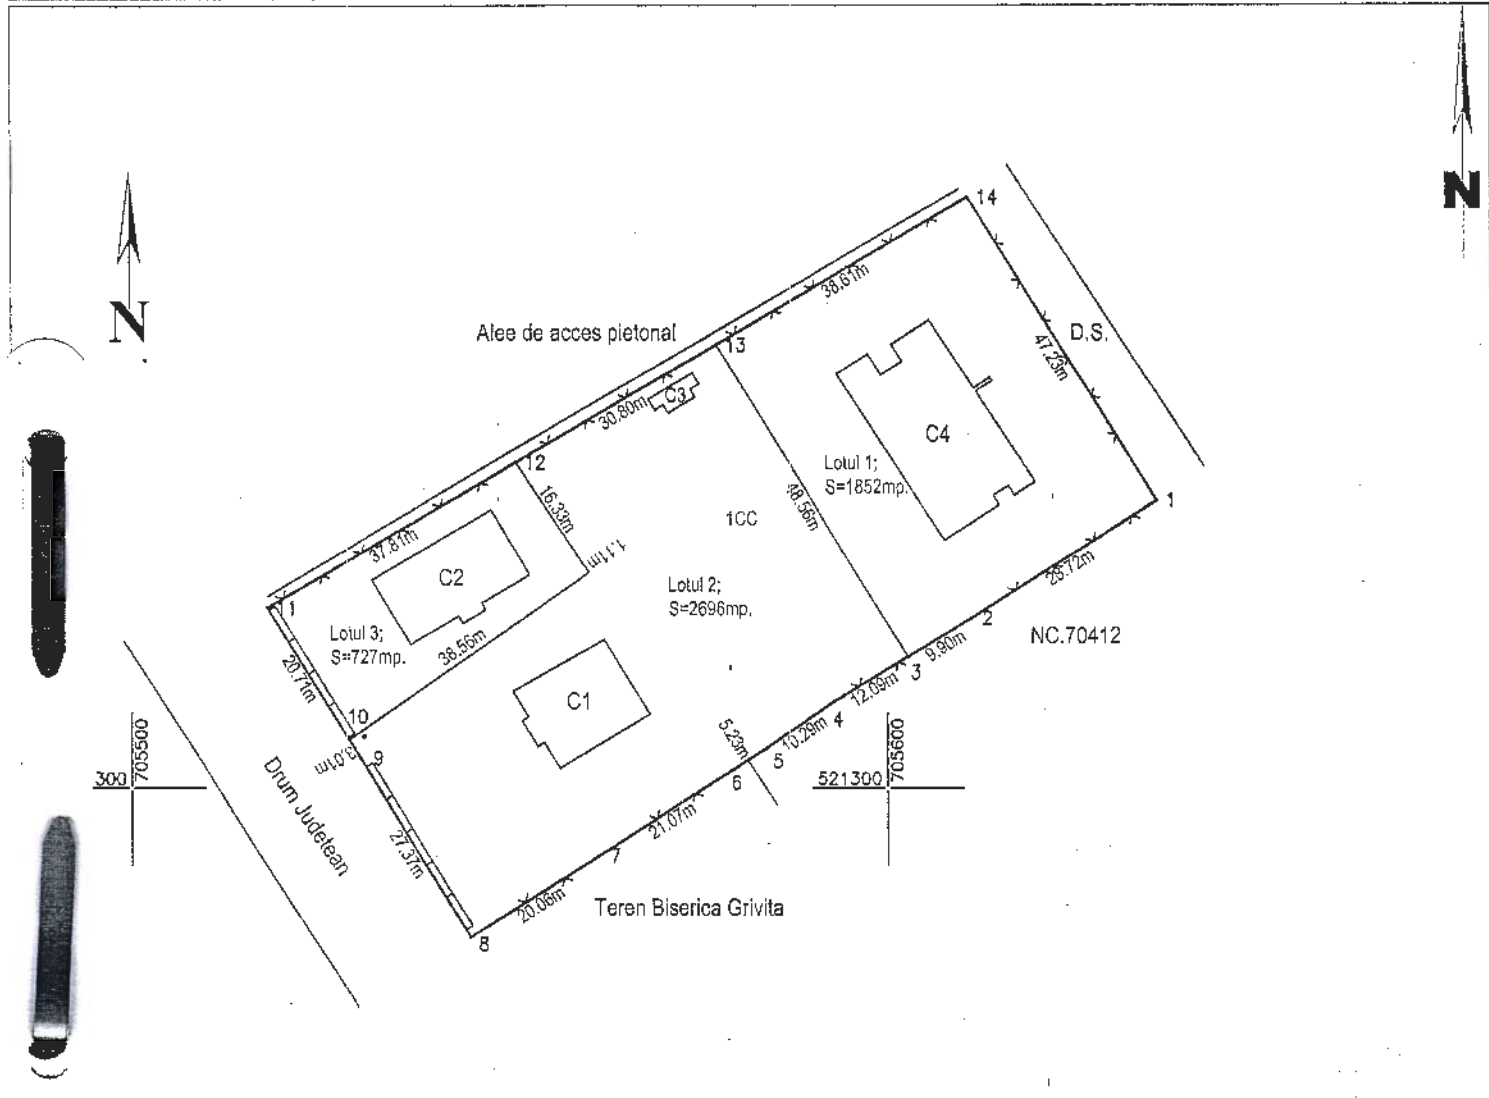 N
N
14
38.61m
D.S.
47.23m
Alee de acces pietonal
13
C3
30.80m
C4
Lotul 1;
S=1852mp.
12
16.33m
48.56m
1
1CC
37.81m
1.11m
C2
28.72m
Lotul 2;
S=2696mp.
11
2
NC.70412
Lotul 3;
S=727mp.
38.56m
9.90m
20.71m
3
12.09m
C1
10
4
10.29m
5.23m
9
3.01m
5
6
300
705500
521300
705600
Drum Judetean
21.07m
27.37m
7
20.06m
Teren Biserica Grivita
8